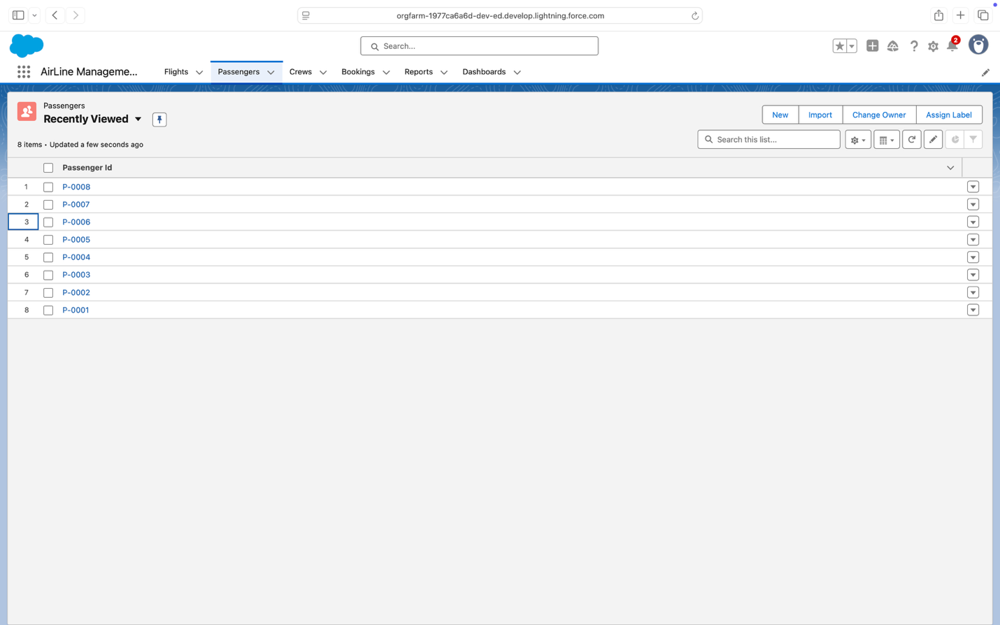 orgfarm-1977ca6a6d-dev-ed.develop.lightning.force.com
Search...
2
AirLine Manageme...
Flights
Passengers
Crews
Bookings
Reports
Dashboards
Passengers
Recently Viewed
New
Import
Change Owner
Assign Label
8 items • Updated a few seconds ago
Search this list...
Passenger Id
1 P-0008
2 P-0007
3 P-0006
4 P-0005
5 P-0004
6 P-0003
7 P-0002
8 P-0001